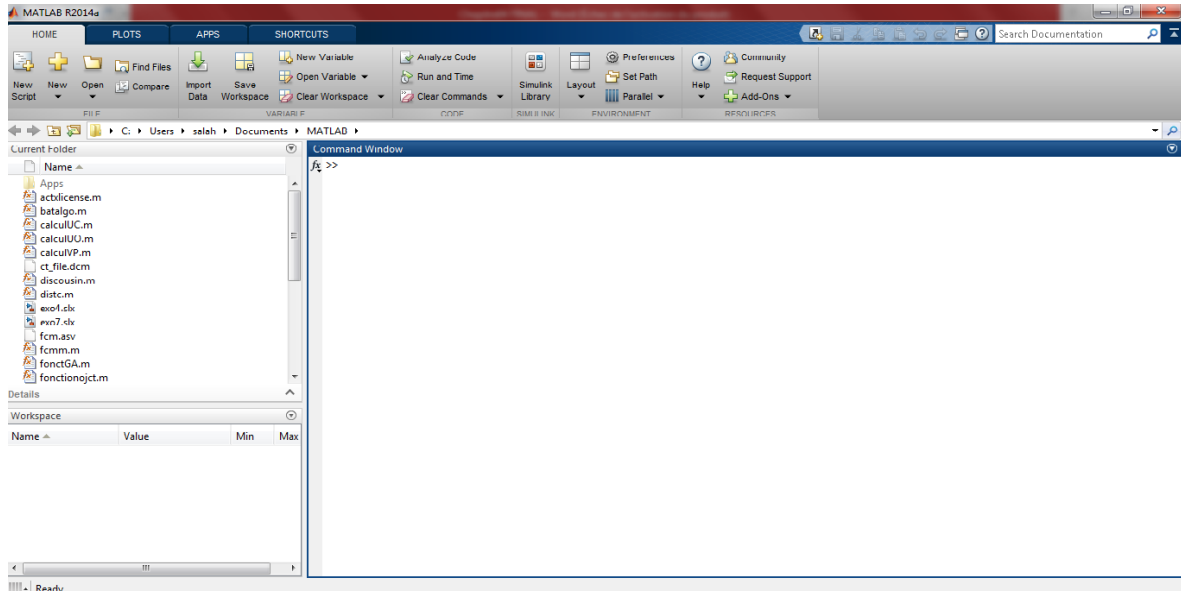 MATLAB R2014a
HOME PLOTS APPS SHORTCUTS Search Documentation
New Script New Open Find Files Compare Import Data Save Workspace New Variable Open Variable Clear Workspace Analyze Code Run and Time Clear Commands Simulink Library Layout Preferences Set Path Parallel Help Community Request Support Add-Ons
FILE VARIABLE CODE SIMULINK ENVIRONMENT RESOURCES
C: Users salah Documents MATLAB
Current Folder
Name
Apps
actxlicense.m
batalgo.m
calculUC.m
calculUO.m
calculVP.m
ct_file.dcm
discousin.m
distc.m
exo4.slx
exo7.slx
fcm.asv
fcmm.m
fonctGA.m
fonctionojct.m
Details
Workspace
Name Value Min Max
Command Window
fx >>
Ready